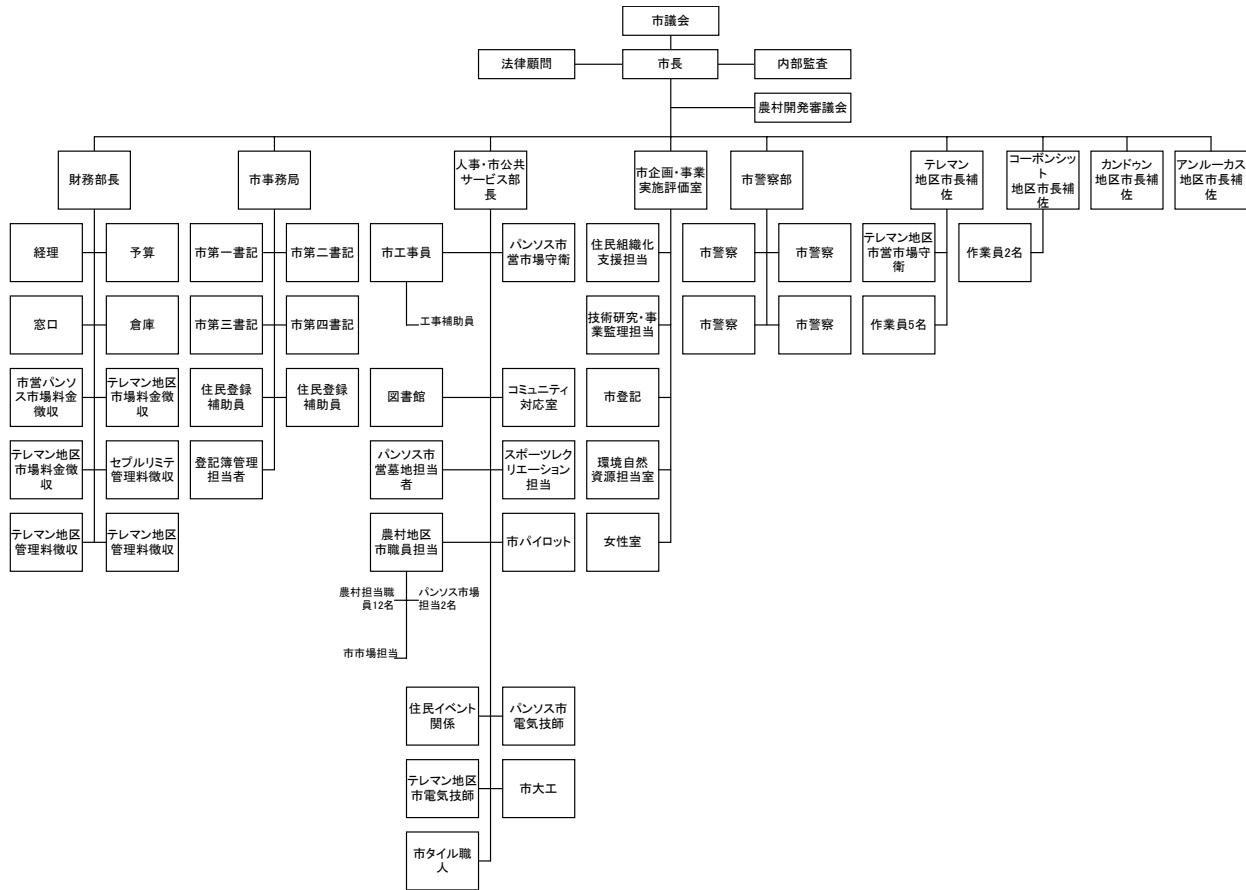 市議会
法律顧問
市長
内部監査
農村開発審議会
財務部長
市事務局
人事・市公共
サービス部
長
市企画・事業
実施評価室
市警察部
テレマン
地区市長補
佐
コーボンシッ
ト
地区市長補
佐
カンドゥン
地区市長補
佐
アンルーカス
地区市長補
佐
経理
予算
市第一書記
市第二書記
市工事員
パンソス市
営市場守衛
住民組織化
支援担当
市警察
市警察
テレマン地区
市営市場守
衛
作業員2名
工事補助員
窓口
倉庫
市第三書記
市第四書記
技術研究・事
業監理担当
市警察
市警察
作業員5名
市営パンソ
ス市場料金
徴収
テレマン地区
市場料金徴
収
住民登録
補助員
住民登録
補助員
図書館
コミュニティ
対応室
市登記
テレマン地区
市場料金徴
収
セプルリミテ
管理料徴収
登記簿管理
担当者
パンソス市
営墓地担当
者
スポーツレク
リエーション
担当
環境自然
資源担当室
テレマン地区
管理料徴収
テレマン地区
管理料徴収
農村地区
市職員担当
市パイロット
女性室
農村担当職
員12名
パンソス市場
担当2名
市市場担当
住民イベント
関係
パンソス市
電気技師
テレマン地区
市電気技師
市大工
市タイル職
人